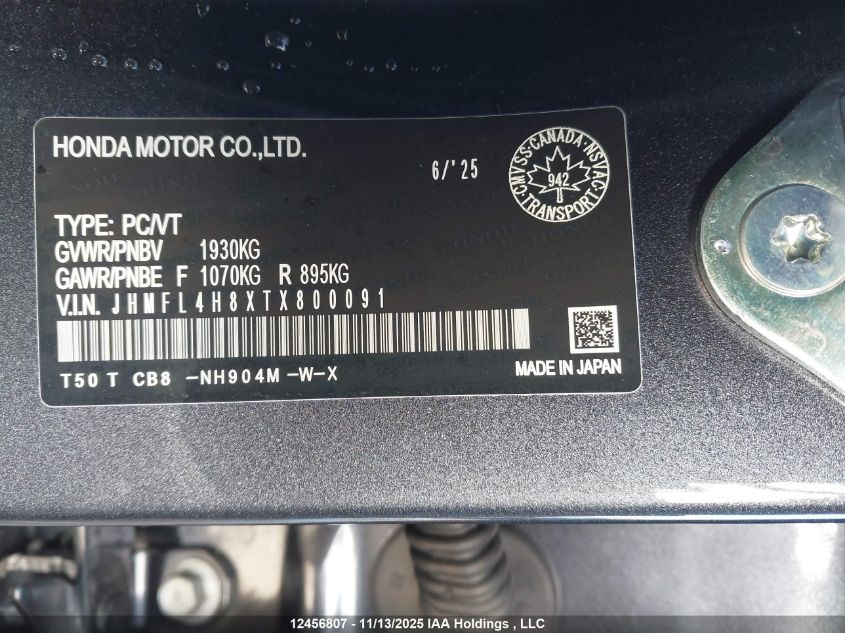 HONDA MOTOR CO.,LTD.
6/'25
CMVSS·CANADA·NSVAC
942
TRANSPORT
TYPE: PC/VT
GVWR/PNBV 1930KG
GAWR/PNBE F 1070KG R 895KG
V.I.N. JHMFL4H8XTX800091
T50 T CB8 -NH904M -W-X
MADE IN JAPAN
12456807 - 11/13/2025 IAA Holdings , LLC